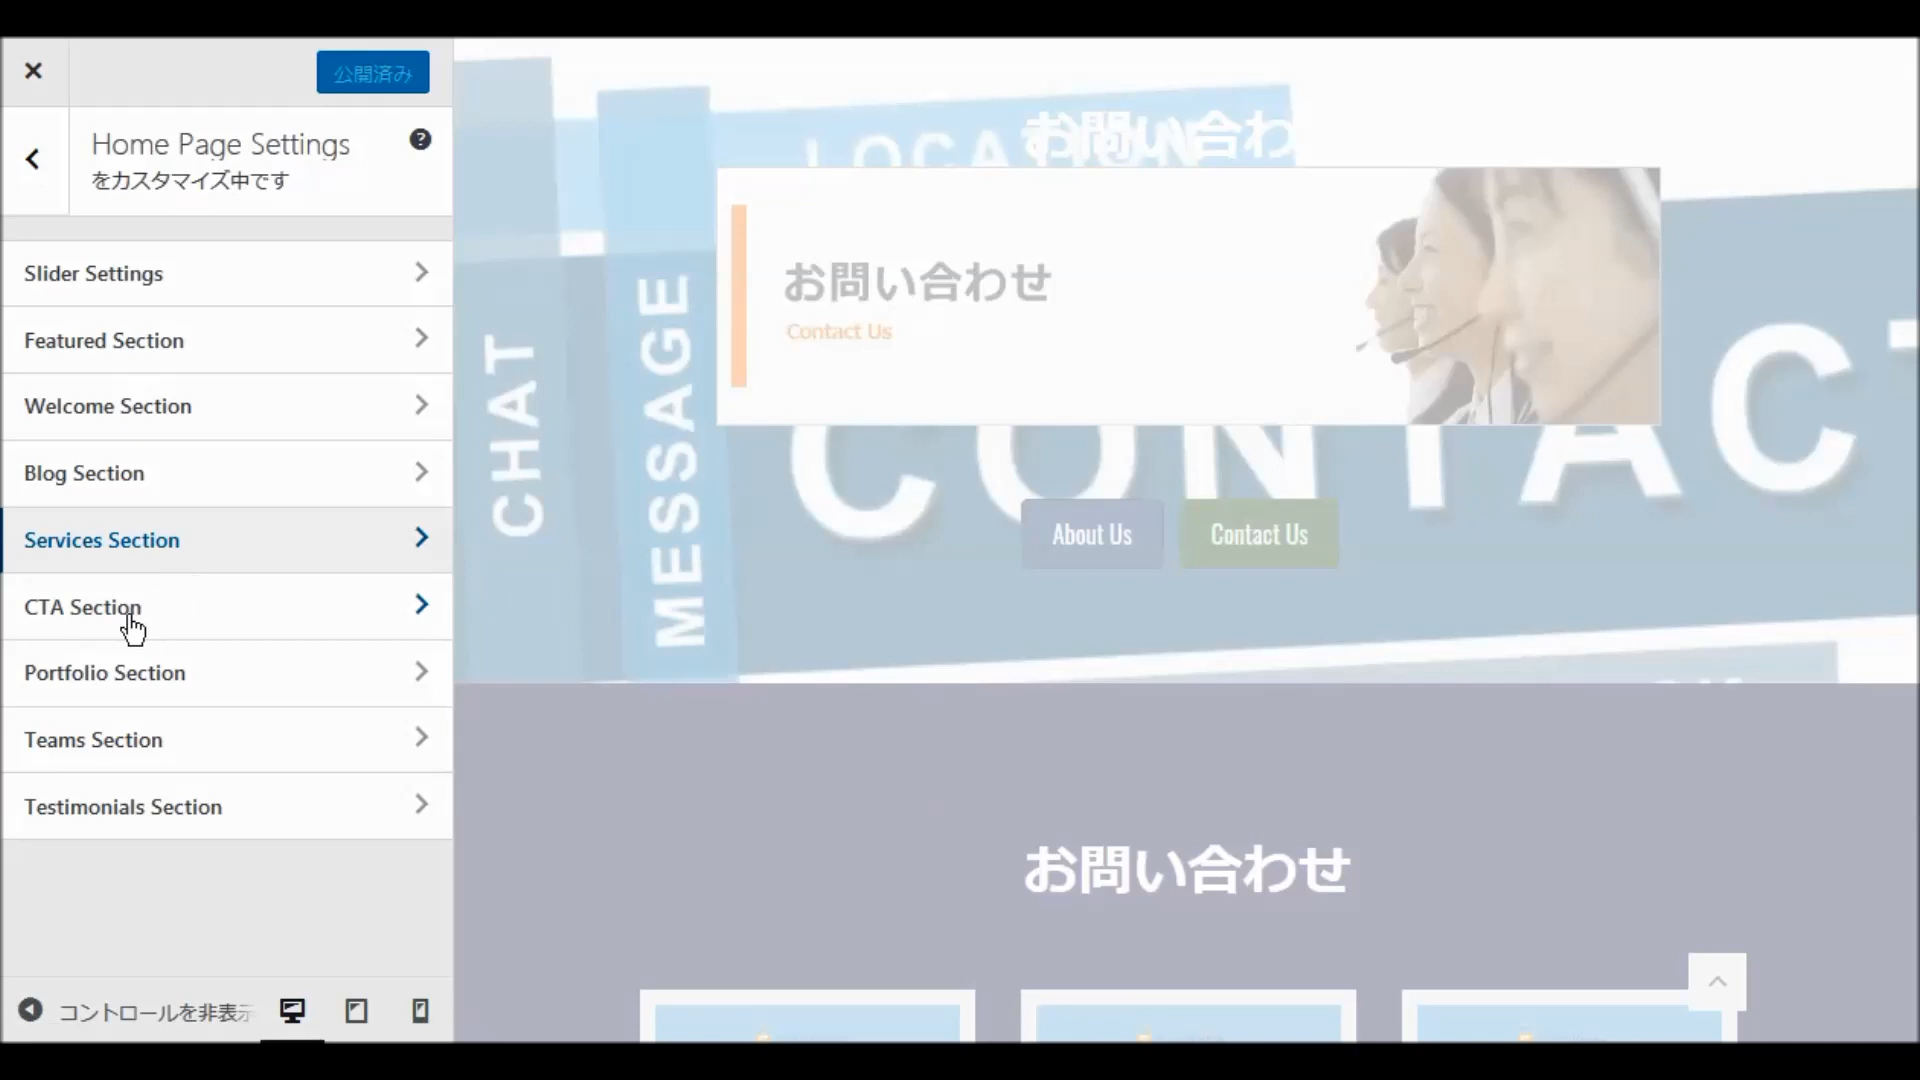 公開済み
Home Page Settings
をカスタマイズ中です
Slider Settings
Featured Section
Welcome Section
Blog Section
Services Section
CTA Section
Portfolio Section
Teams Section
Testimonials Section
コントロールを非表示
お問い合わ
LOCATION
お問い合わせ
Contact Us
CHAT
MESSAGE
CONTACT
About Us
Contact Us
お問い合わせ